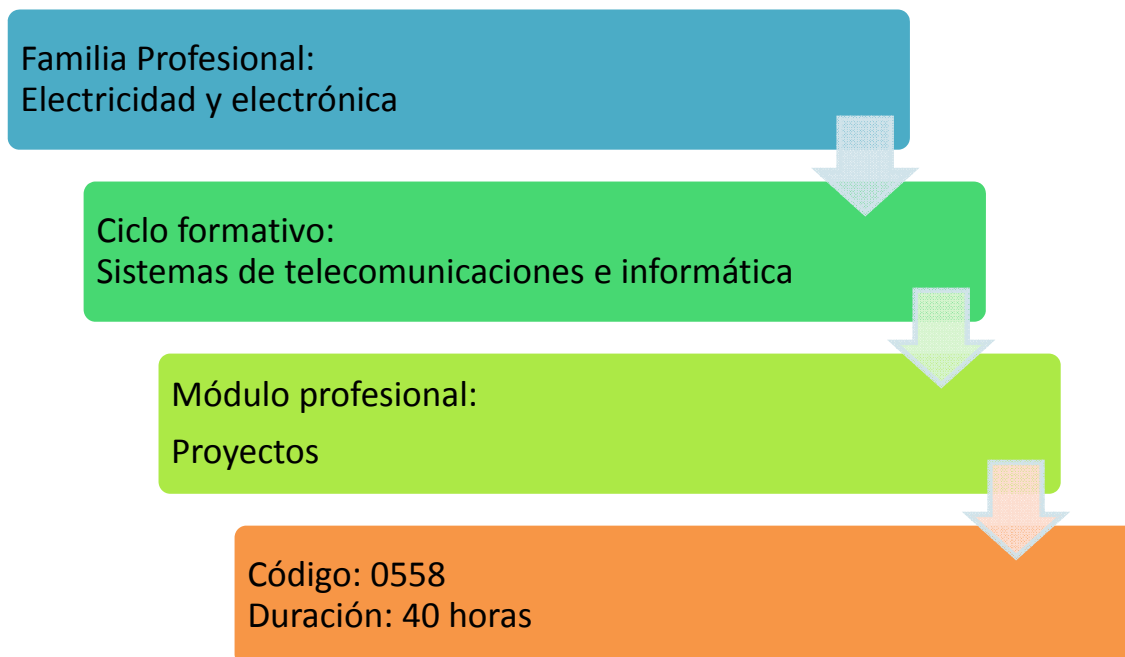 Familia Profesional:
Electricidad y electrónica
Ciclo formativo:
Sistemas de telecomunicaciones e informática
Módulo profesional:
Proyectos
Código: 0558
Duración: 40 horas